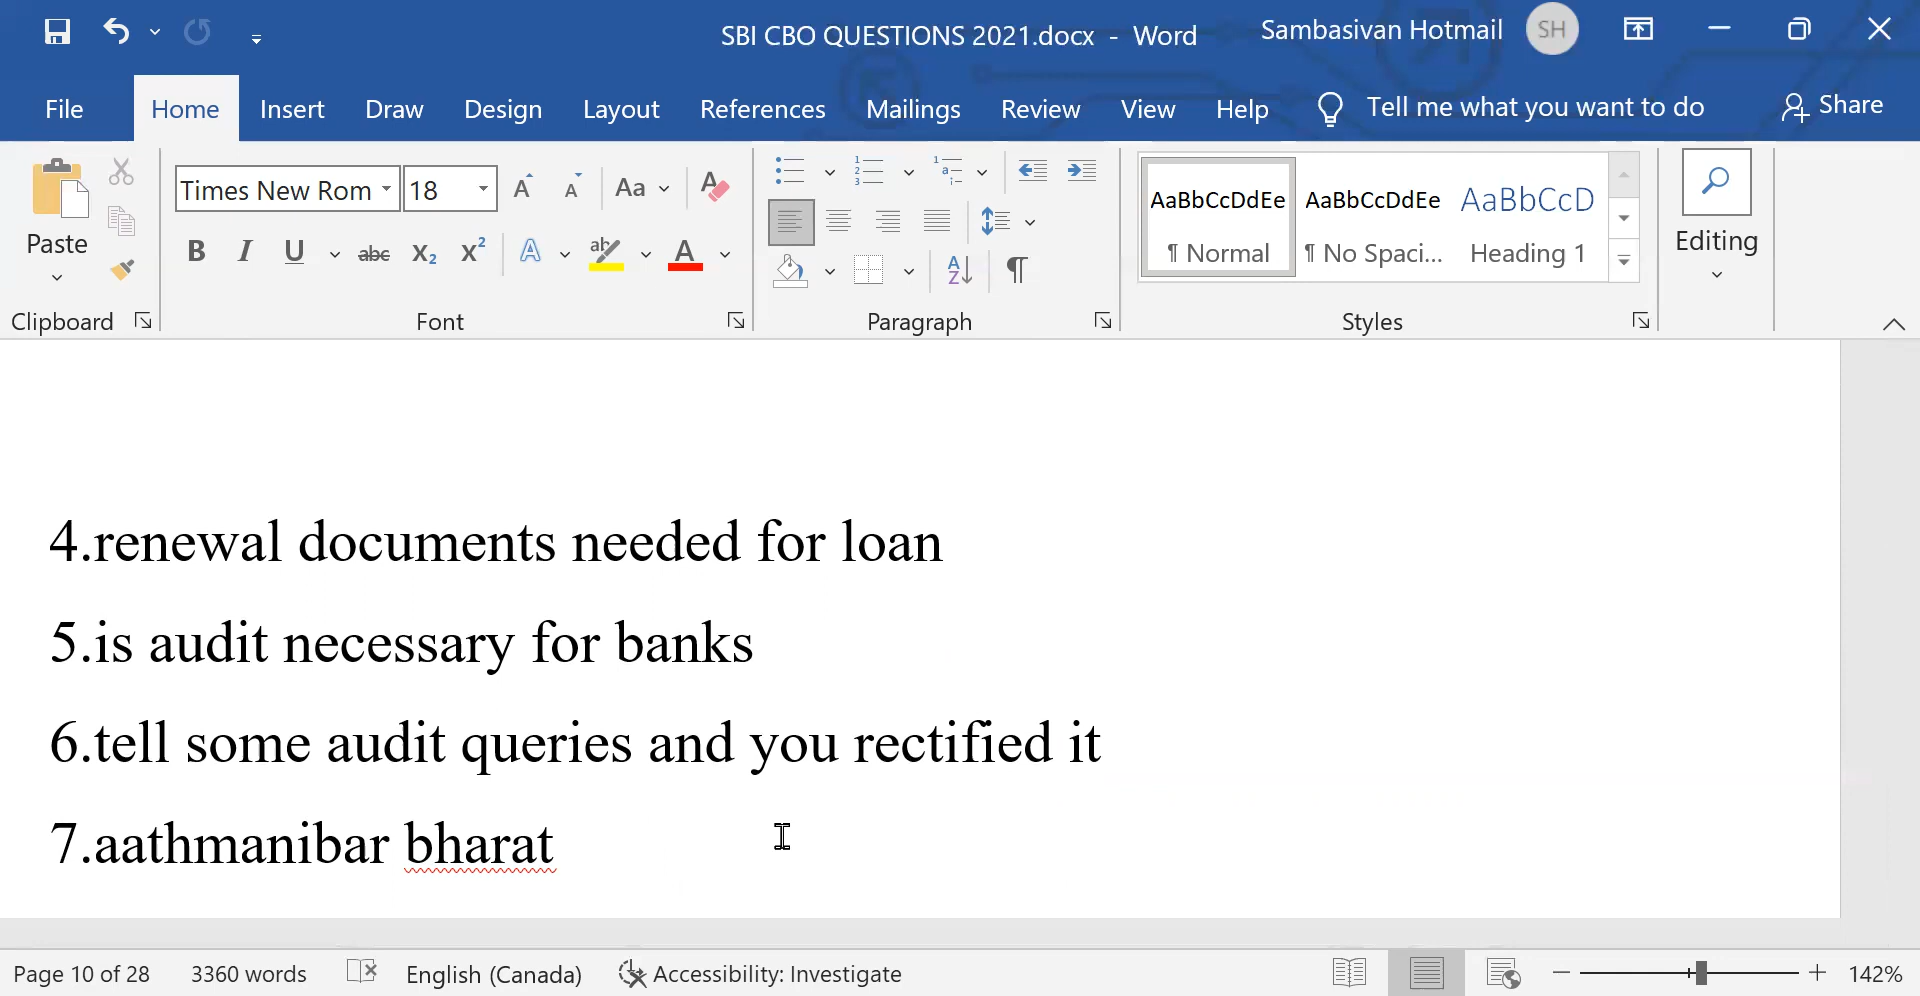 SBI CBO QUESTIONS 2021.docx - Word
Sambasivan Hotmail
SH
File
Home
Insert
Draw
Design
Layout
References
Mailings
Review
View
Help
Tell me what you want to do
Share
Paste
Clipboard
Times New Rom
18
Font
Paragraph
AaBbCcDdEe
¶ Normal
AaBbCcDdEe
¶ No Spaci...
AaBbCcD
Heading 1
Styles
Editing
4.renewal documents needed for loan
5.is audit necessary for banks
6.tell some audit queries and you rectified it
7.aathmanibar bharat
Page 10 of 28
3360 words
English (Canada)
Accessibility: Investigate
142%